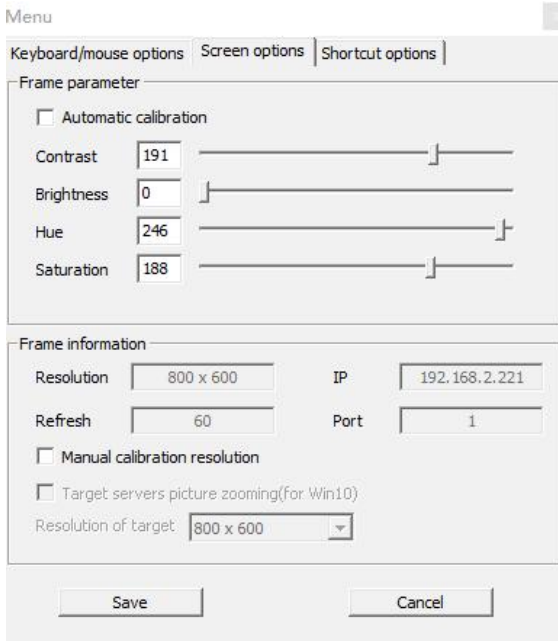 Menu
Keyboard/mouse options Screen options Shortcut options
Frame parameter
Automatic calibration
Contrast 191
Brightness 0
Hue 246
Saturation 188
Frame information
Resolution 800 x 600 IP 192.168.2.221
Refresh 60 Port 1
Manual calibration resolution
Target servers picture zooming(for Win10)
Resolution of target 800 x 600
Save Cancel